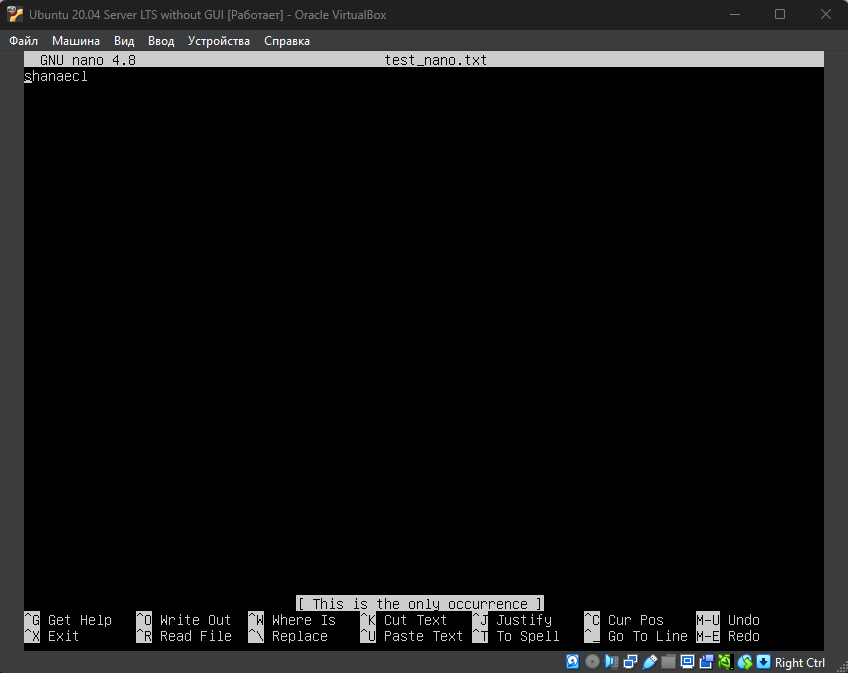 Ubuntu 20.04 Server LTS without GUI [Работает] - Oracle VirtualBox
Файл Машина Вид Ввод Устройства Справка
GNU nano 4.8 test_nano.txt
shanaecl
[ This is the only occurrence ]
^G Get Help ^O Write Out ^W Where Is ^K Cut Text ^J Justify ^C Cur Pos M-U Undo
^X Exit ^R Read File ^\ Replace ^U Paste Text ^T To Spell ^_ Go To Line M-E Redo
Right Ctrl